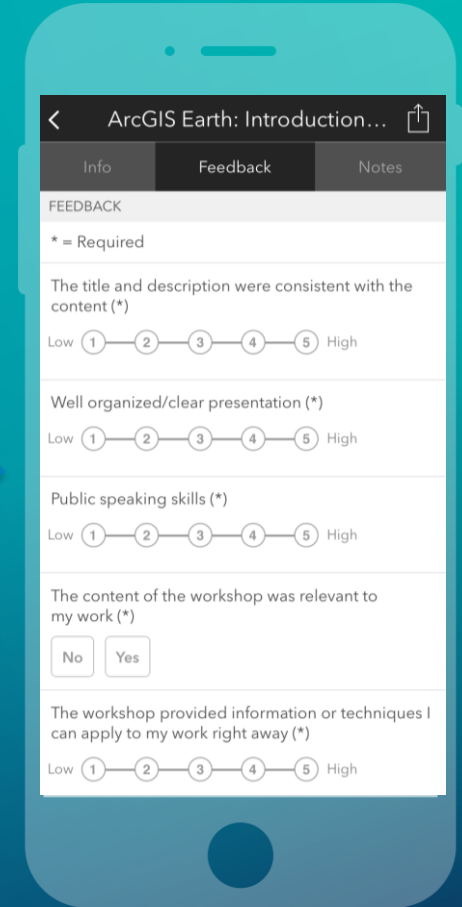 ArcGIS Earth: Introduction...
Info Feedback Notes
FEEDBACK
* = Required
The title and description were consistent with the
content (*)
Low 1 2 3 4 5 High
Well organized/clear presentation (*)
Low 1 2 3 4 5 High
Public speaking skills (*)
Low 1 2 3 4 5 High
The content of the workshop was relevant to
my work (*)
No Yes
The workshop provided information or techniques I
can apply to my work right away (*)
Low 1 2 3 4 5 High